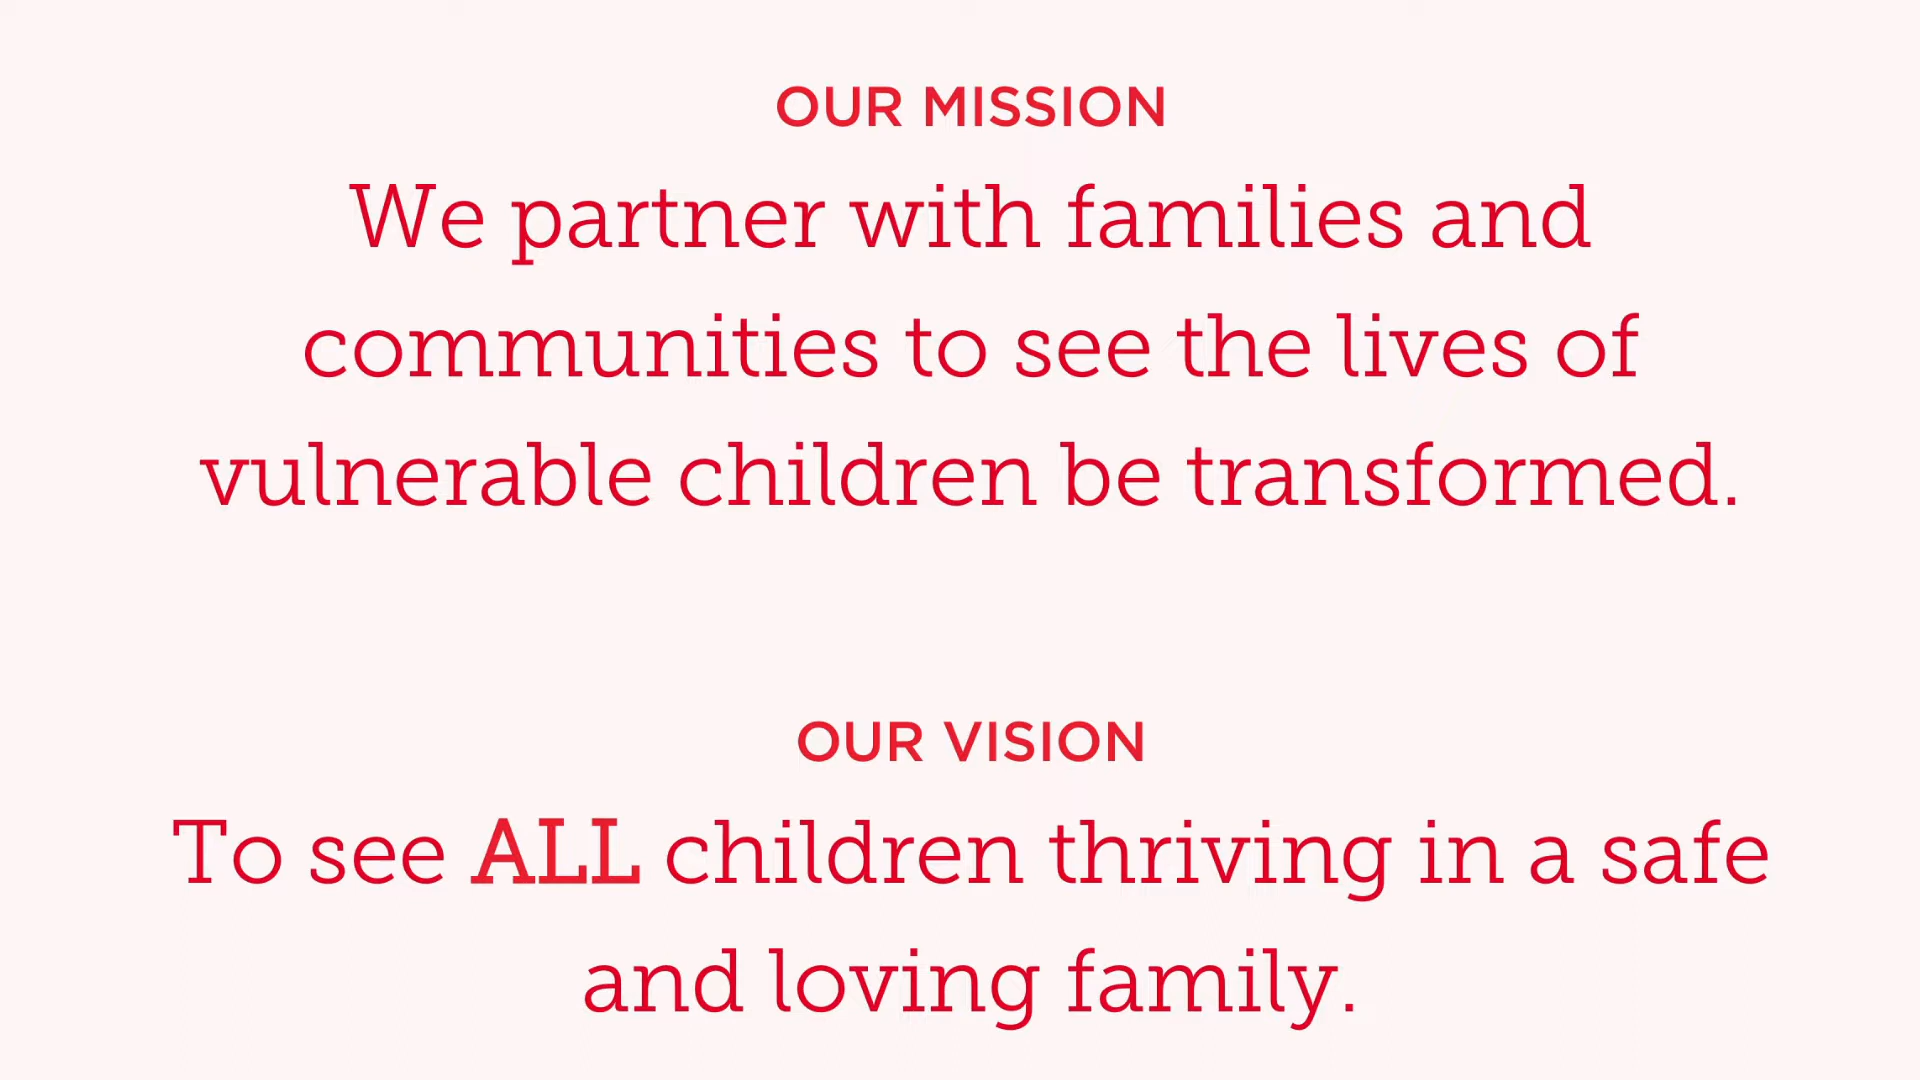 OUR MISSION
We partner with families and
communities to see the lives of
vulnerable children be transformed.
OUR VISION
To see ALL children thriving in a safe
and loving family.